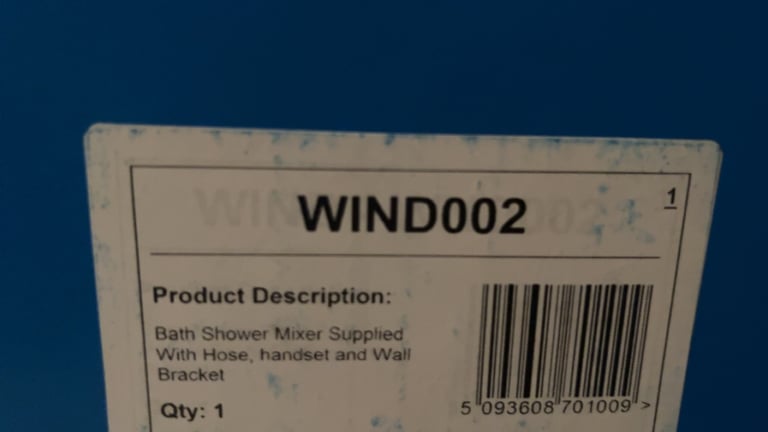 WIND002
1
Product Description:
Bath Shower Mixer Supplied
With Hose, handset and Wall
Bracket
Qty: 1
5 093608 701009 >